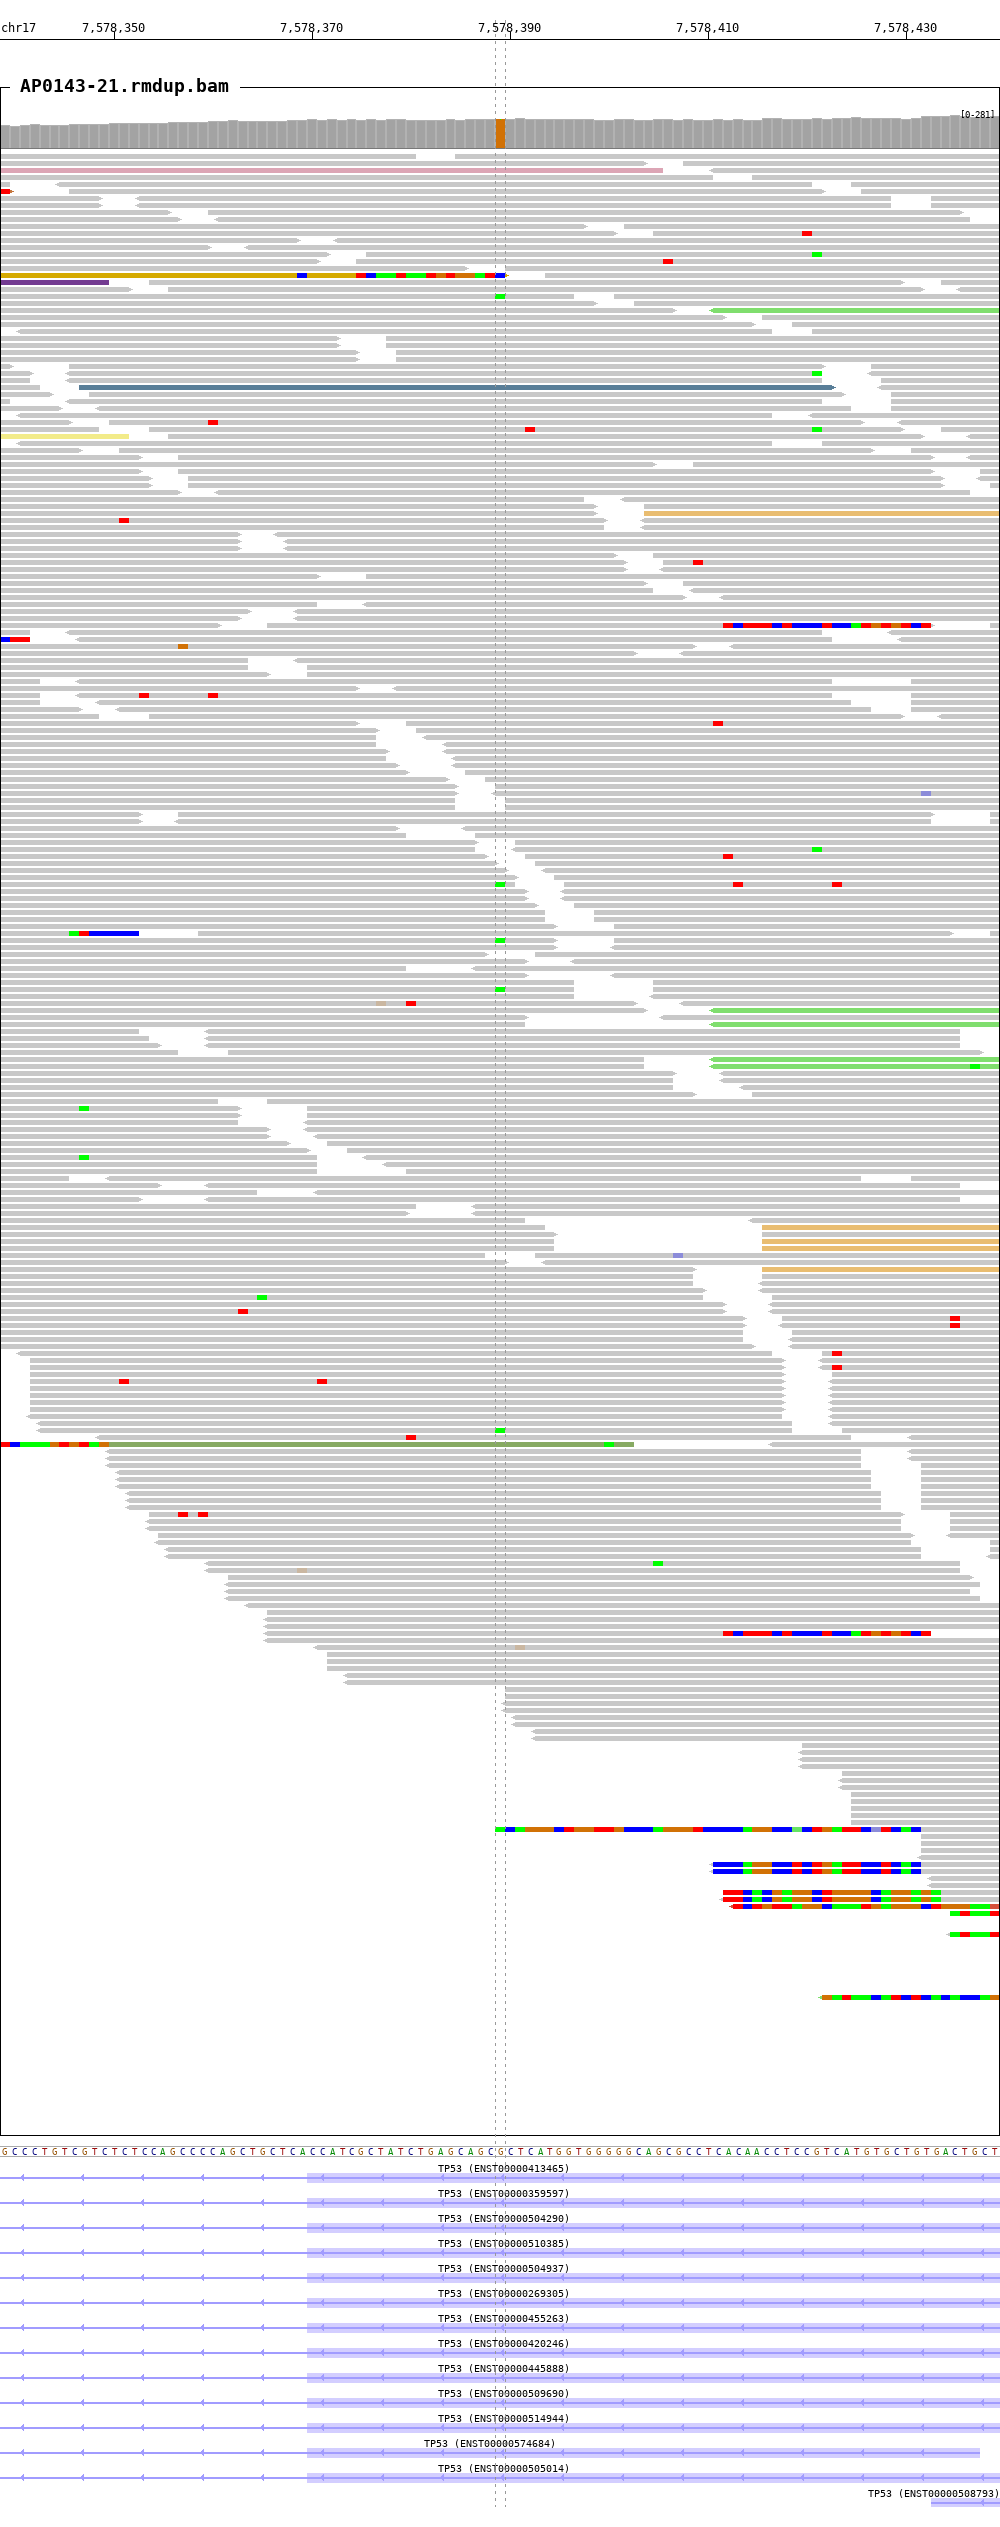 chr17 7,578,350 7,578,370 7,578,390 7,578,410 7,578,430
AP0143-21.rmdup.bam
[0-281]
GCCCTGTCGTCTCTCCAGCCCCAGCTGCTCACCATCGCTATCTGAGCAGCGCTCATGGTGGGGGCAGCGCCTCACAACCTCCGTCATGTGCTGTGACTGCT
TP53 (ENST00000413465)
TP53 (ENST00000359597)
TP53 (ENST00000504290)
TP53 (ENST00000510385)
TP53 (ENST00000504937)
TP53 (ENST00000269305)
TP53 (ENST00000455263)
TP53 (ENST00000420246)
TP53 (ENST00000445888)
TP53 (ENST00000509690)
TP53 (ENST00000514944)
TP53 (ENST00000574684)
TP53 (ENST00000505014)
TP53 (ENST00000508793)